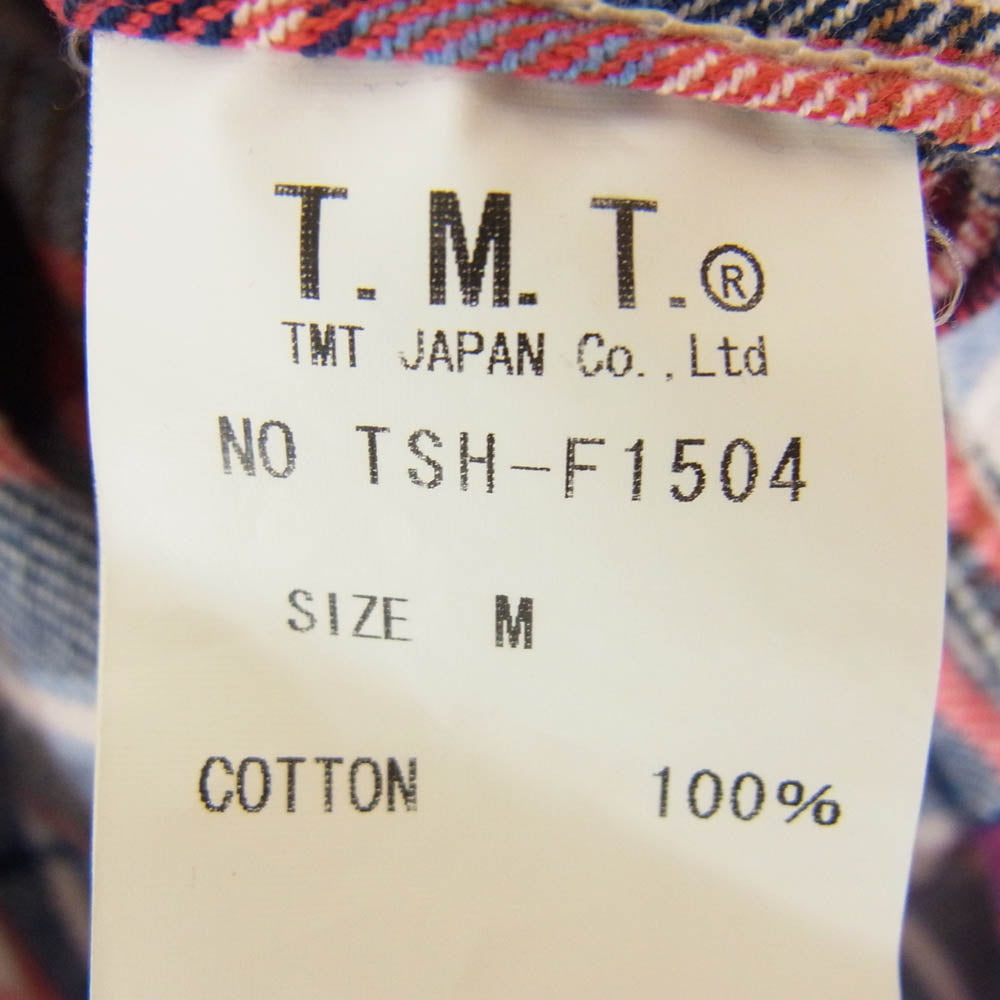 T.M.T.®
TMT JAPAN Co.,Ltd
NO TSH-F1504
SIZE M
COTTON 100%